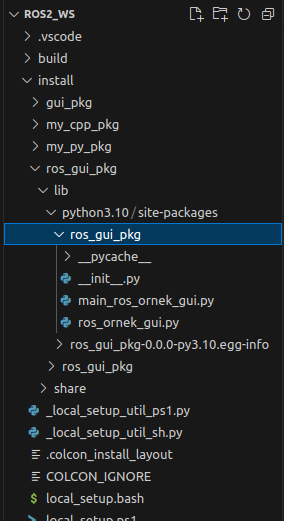 ROS2_WS
.vscode
build
install
gui_pkg
my_cpp_pkg
my_py_pkg
ros_gui_pkg
lib
python3.10/site-packages
ros_gui_pkg
__pycache__
__init__.py
main_ros_ornek_gui.py
ros_ornek_gui.py
ros_gui_pkg-0.0.0-py3.10.egg-info
ros_gui_pkg
share
_local_setup_util_ps1.py
_local_setup_util_sh.py
.colcon_install_layout
COLCON_IGNORE
$ local_setup.bash
local_setup.ps1